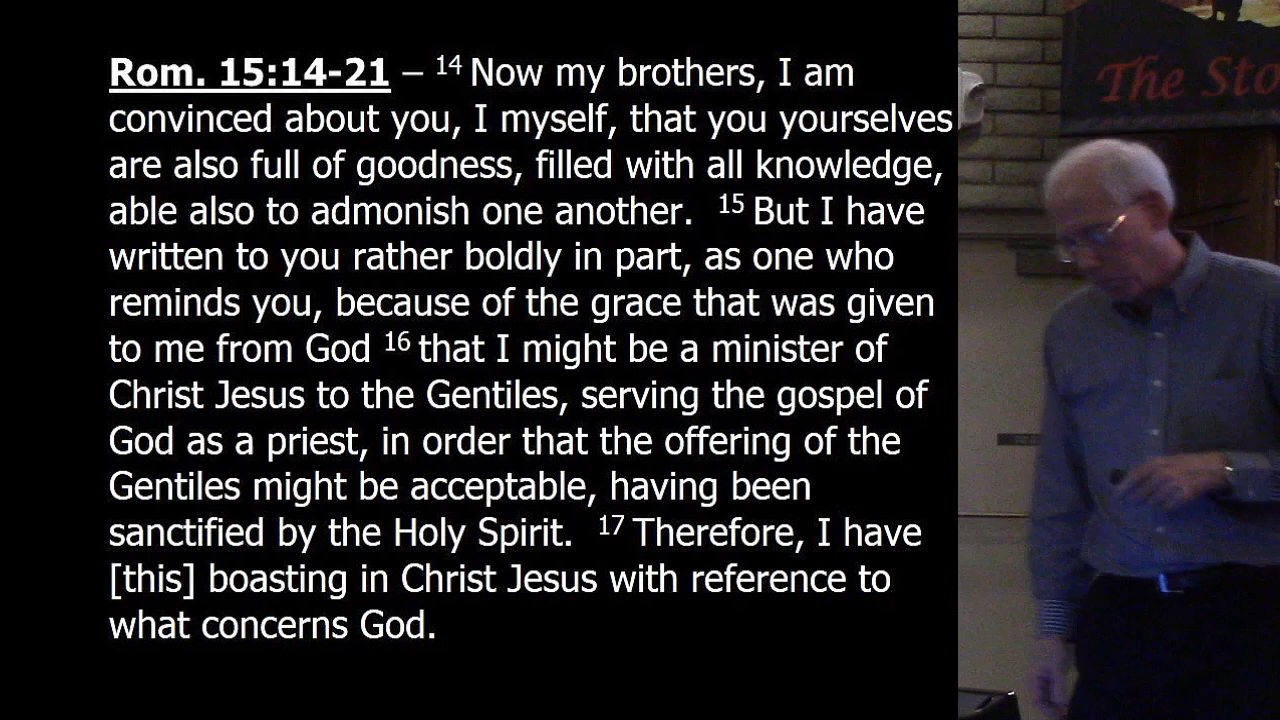 Rom. 15:14-21 – 14 Now my brothers, I am
convinced about you, I myself, that you yourselves
are also full of goodness, filled with all knowledge,
able also to admonish one another. 15 But I have
written to you rather boldly in part, as one who
reminds you, because of the grace that was given
to me from God 16 that I might be a minister of
Christ Jesus to the Gentiles, serving the gospel of
God as a priest, in order that the offering of the
Gentiles might be acceptable, having been
sanctified by the Holy Spirit. 17 Therefore, I have
[this] boasting in Christ Jesus with reference to
what concerns God.
The Sto